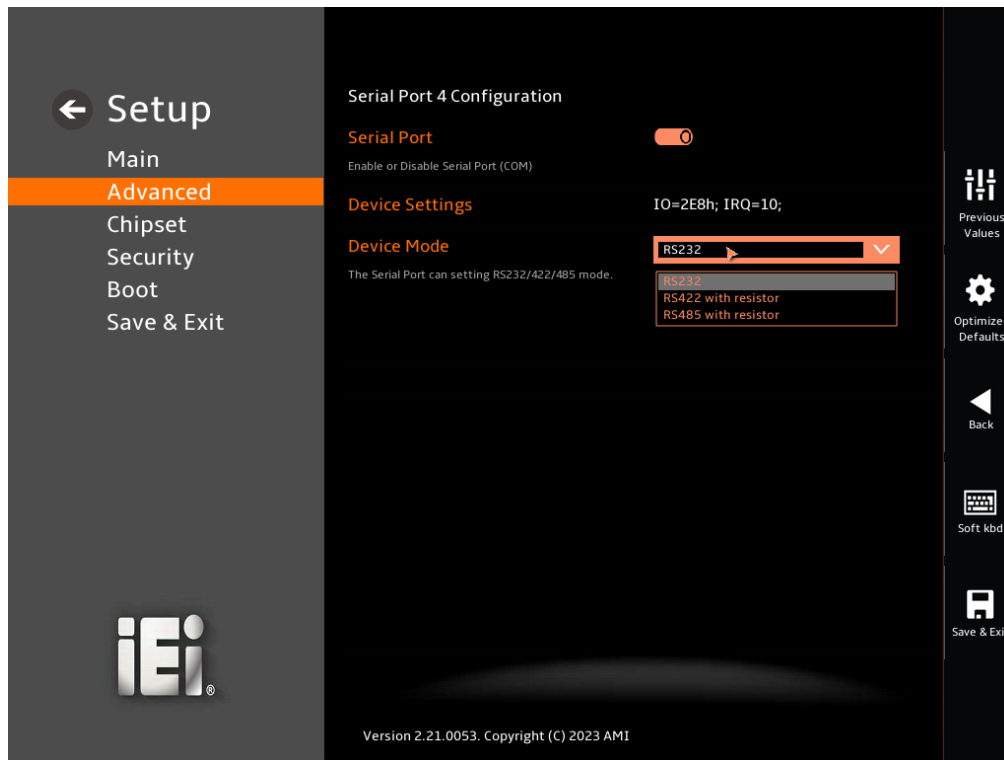 Setup
Main
Advanced
Chipset
Security
Boot
Save & Exit
iEi®
Serial Port 4 Configuration
Serial Port
Enable or Disable Serial Port (COM)
Device Settings
IO=2E8h; IRQ=10;
Device Mode
RS232
The Serial Port can setting RS232/422/485 mode.
RS232
RS422 with resistor
RS485 with resistor
Version 2.21.0053. Copyright (C) 2023 AMI
Previous
Values
Optimize
Defaults
Back
Soft kbd
Save & Exi